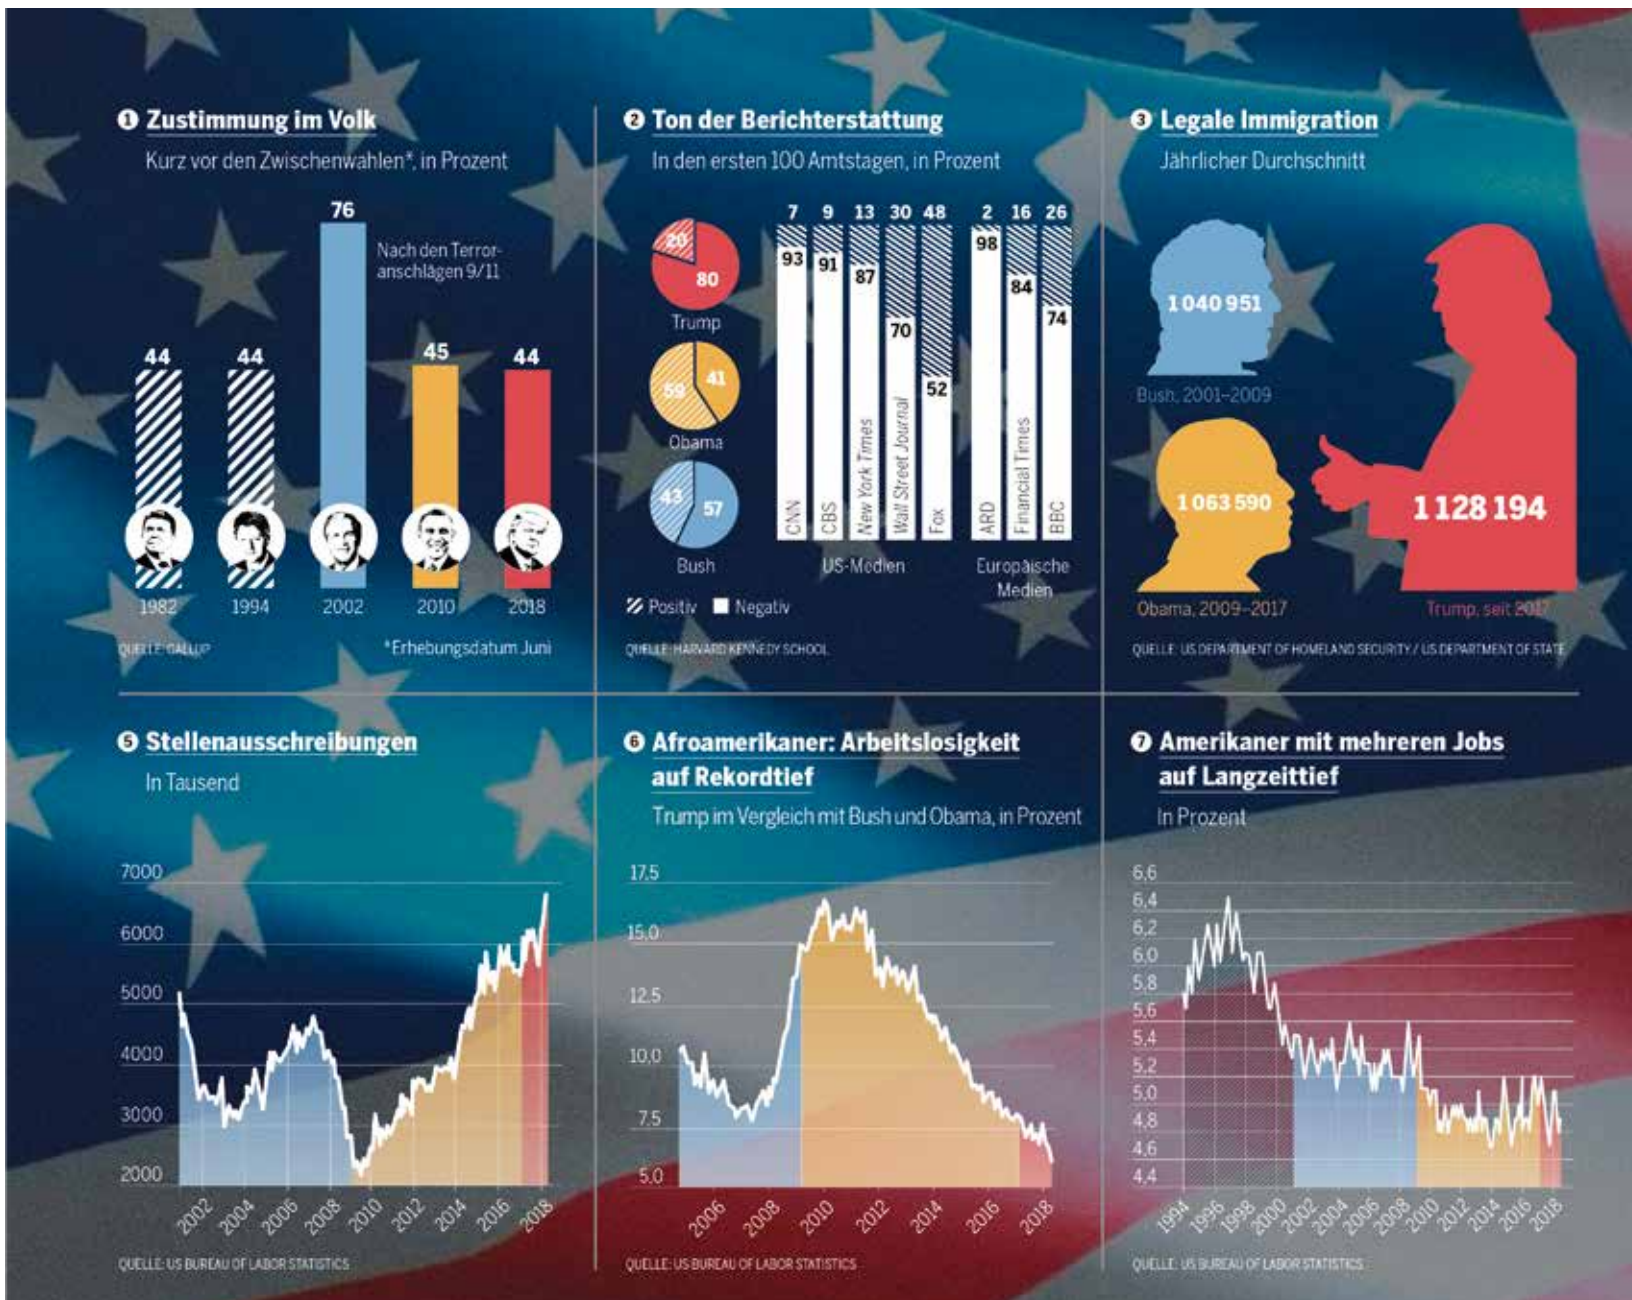 1 Zustimmung im Volk
Kurz vor den Zwischenwahlen*, in Prozent
76
Nach den Terror-
anschlägen 9/11
44
44
45
44
1982
1994
2002
2010
2018
QUELLE: GALLUP
*Erhebungsdatum Juni
2 Ton der Berichterstattung
In den ersten 100 Amtstagen, in Prozent
20
80
Trump
59
41
Obama
43
57
Bush
7 9 13 30 48
93 91 87 70 52
CNN
CBS
New York Times
Wall Street Journal
Fox
US-Medien
2 16 26
98 84 74
ARD
Financial Times
BBC
Europäische
Medien
Positiv Negativ
QUELLE: HARVARD KENNEDY SCHOOL
3 Legale Immigration
Jährlicher Durchschnitt
1 040 951
Bush, 2001–2009
1 063 590
Obama, 2009–2017
1 128 194
Trump, seit 2017
QUELLE: US DEPARTMENT OF HOMELAND SECURITY / US DEPARTMENT OF STATE
5 Stellenausschreibungen
In Tausend
7000
6000
5000
4000
3000
2000
2002 2004 2006 2008 2010 2012 2014 2016 2018
QUELLE: US BUREAU OF LABOR STATISTICS
6 Afroamerikaner: Arbeitslosigkeit
auf Rekordtief
Trump im Vergleich mit Bush und Obama, in Prozent
17,5
15,0
12,5
10,0
7,5
5,0
2006 2008 2010 2012 2014 2016 2018
QUELLE: US BUREAU OF LABOR STATISTICS
7 Amerikaner mit mehreren Jobs
auf Langzeittief
In Prozent
6,6
6,4
6,2
6,0
5,8
5,6
5,4
5,2
5,0
4,8
4,6
4,4
1994 1996 1998 2000 2002 2004 2006 2008 2010 2012 2014 2016 2018
QUELLE: US BUREAU OF LABOR STATISTICS